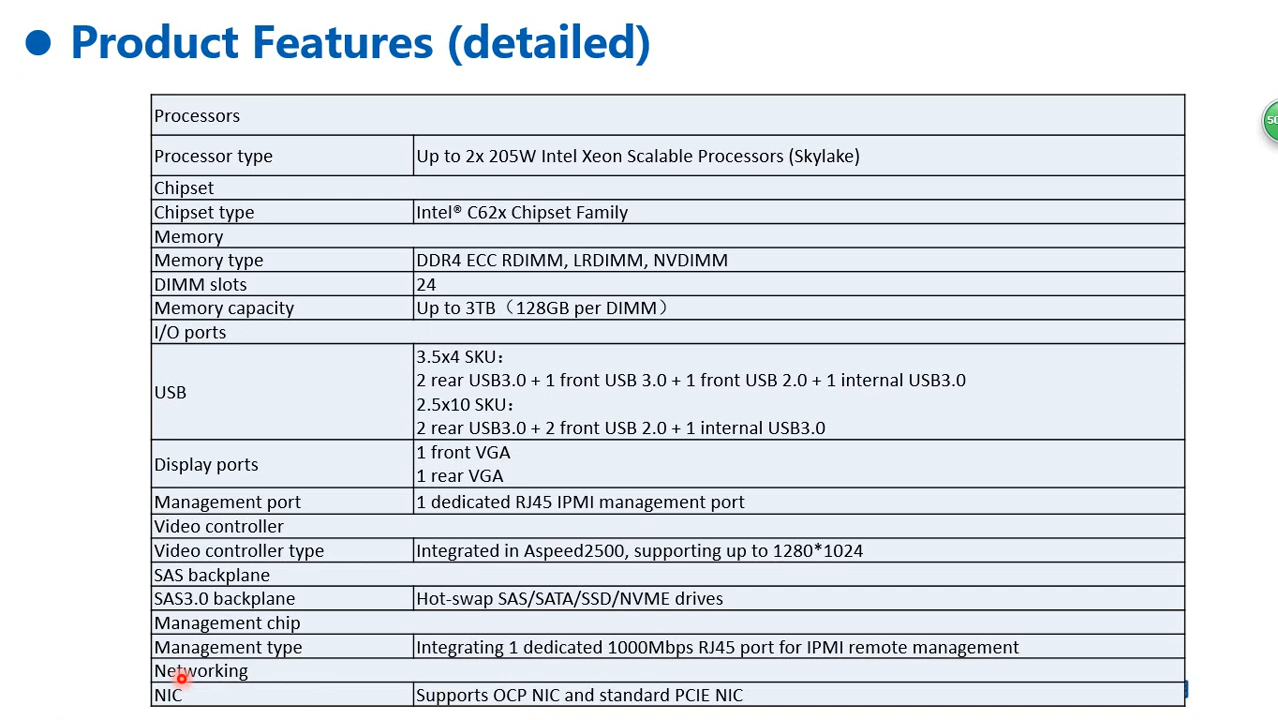 Product Features (detailed)
Processors
Processor type Up to 2x 205W Intel Xeon Scalable Processors (Skylake)
Chipset
Chipset type Intel® C62x Chipset Family
Memory
Memory type DDR4 ECC RDIMM, LRDIMM, NVDIMM
DIMM slots 24
Memory capacity Up to 3TB（128GB per DIMM）
I/O ports
USB
3.5x4 SKU：
2 rear USB3.0 + 1 front USB 3.0 + 1 front USB 2.0 + 1 internal USB3.0
2.5x10 SKU：
2 rear USB3.0 + 2 front USB 2.0 + 1 internal USB3.0
Display ports
1 front VGA
1 rear VGA
Management port 1 dedicated RJ45 IPMI management port
Video controller
Video controller type Integrated in Aspeed2500, supporting up to 1280*1024
SAS backplane
SAS3.0 backplane Hot-swap SAS/SATA/SSD/NVME drives
Management chip
Management type Integrating 1 dedicated 1000Mbps RJ45 port for IPMI remote management
Networking
NIC Supports OCP NIC and standard PCIE NIC